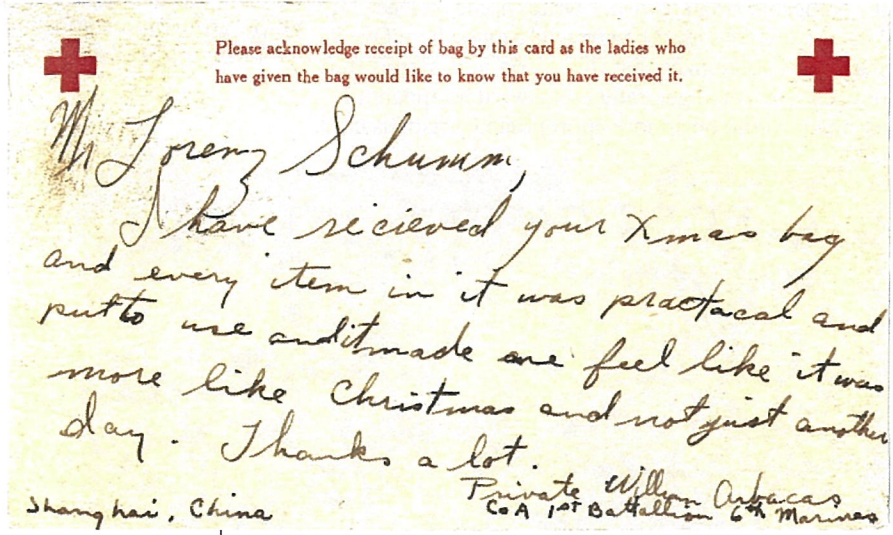 Please acknowledge receipt of bag by this card as the ladies who
have given the bag would like to know that you have received it.
Mr Lorenz Schumm,
I have recieved your Xmas bag
and every item in it was practacal and
put to use and it made one feel like it was
more like Christmas and not just another
day. Thanks a lot.
Private William Arbacas
Co A 1st Battallion 6th Marines
Shanghai, China